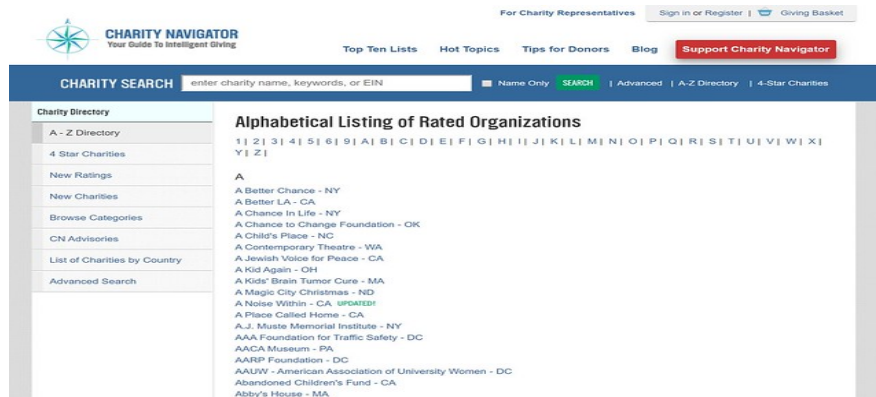 For Charity Representatives
Sign in or Register | Giving Basket
CHARITY NAVIGATOR
Your Guide To Intelligent Giving
Top Ten Lists Hot Topics Tips for Donors Blog Support Charity Navigator
CHARITY SEARCH enter charity name, keywords, or EIN Name Only SEARCH | Advanced | A-Z Directory | 4-Star Charities
Charity Directory
A - Z Directory
4 Star Charities
New Ratings
New Charities
Browse Categories
CN Advisories
List of Charities by Country
Advanced Search
Alphabetical Listing of Rated Organizations
1| 2| 3| 4| 5| 6| 9| A| B| C| D| E| F| G| H| I| J| K| L| M| N| O| P| Q| R| S| T| U| V| W| X|
Y| Z|
A
A Better Chance - NY
A Better LA - CA
A Chance In Life - NY
A Chance to Change Foundation - OK
A Child's Place - NC
A Contemporary Theatre - WA
A Jewish Voice for Peace - CA
A Kid Again - OH
A Kids' Brain Tumor Cure - MA
A Magic City Christmas - ND
A Noise Within - CA UPDATED!
A Place Called Home - CA
A.J. Muste Memorial Institute - NY
AAA Foundation for Traffic Safety - DC
AACA Museum - PA
AARP Foundation - DC
AAUW - American Association of University Women - DC
Abandoned Children's Fund - CA
Abby's House - MA